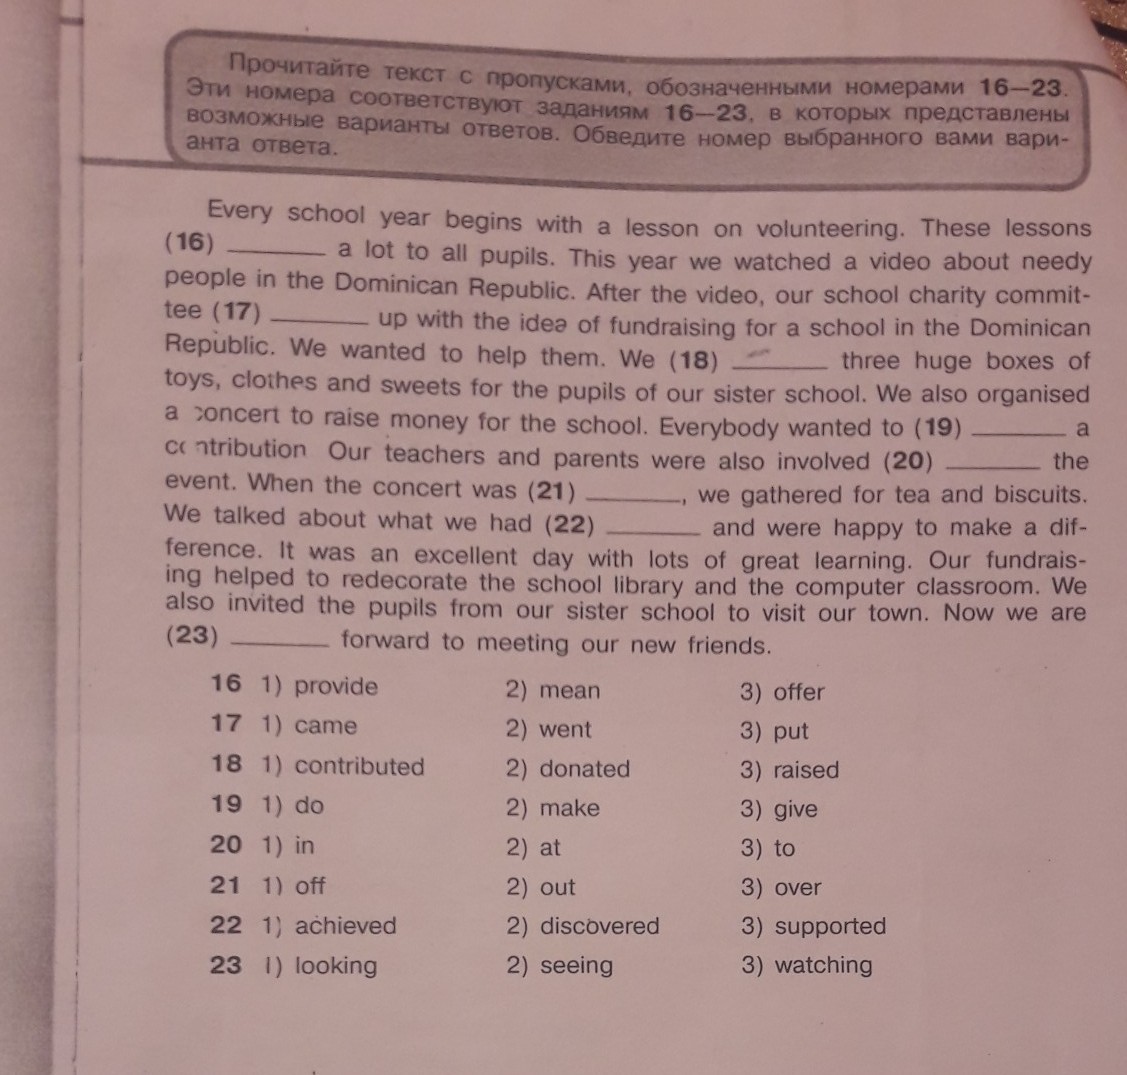 Прочитайте текст с пропусками, обозначенными номерами 16—23.
Эти номера соответствуют заданиям 16—23, в которых представлены
возможные варианты ответов. Обведите номер выбранного вами вари-
анта ответа.
Every school year begins with a lesson on volunteering. These lessons
(16) ________ a lot to all pupils. This year we watched a video about needy
people in the Dominican Republic. After the video, our school charity commit-
tee (17) ________ up with the idea of fundraising for a school in the Dominican
Republic. We wanted to help them. We (18) ________ three huge boxes of
toys, clothes and sweets for the pupils of our sister school. We also organised
a concert to raise money for the school. Everybody wanted to (19) ________ a
contribution Our teachers and parents were also involved (20) ________ the
event. When the concert was (21) ________, we gathered for tea and biscuits.
We talked about what we had (22) ________ and were happy to make a dif-
ference. It was an excellent day with lots of great learning. Our fundrais-
ing helped to redecorate the school library and the computer classroom. We
also invited the pupils from our sister school to visit our town. Now we are
(23) ________ forward to meeting our new friends.
16 1) provide 2) mean 3) offer
17 1) came 2) went 3) put
18 1) contributed 2) donated 3) raised
19 1) do 2) make 3) give
20 1) in 2) at 3) to
21 1) off 2) out 3) over
22 1) achieved 2) discovered 3) supported
23 1) looking 2) seeing 3) watching